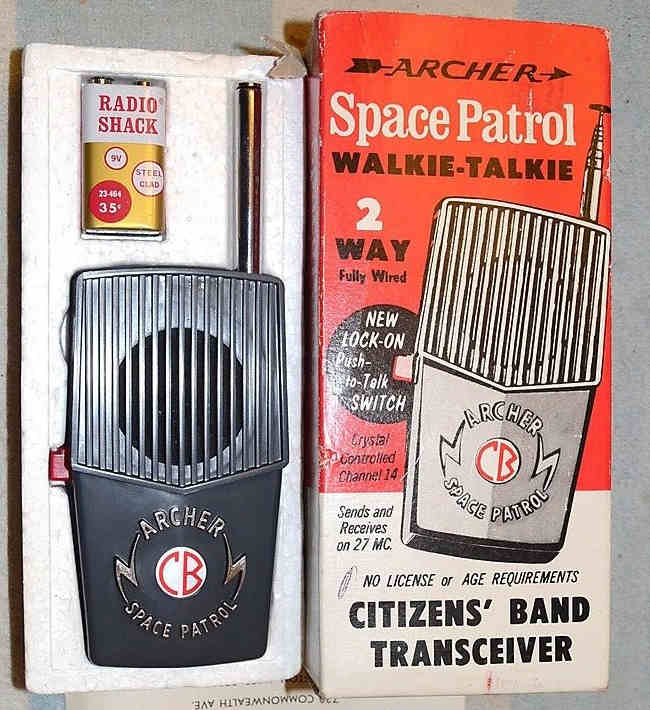 RADIO
SHACK
9V
STEEL
CLAD
23-464
35¢
ARCHER
CB
SPACE PATROL
ARCHER
Space Patrol
WALKIE-TALKIE
2
WAY
Fully Wired
NEW
LOCK-ON
Push-
to-Talk
SWITCH
Crystal
Controlled
Channel 14
Sends and
Receives
on 27 MC.
ARCHER
CB
SPACE PATROL
NO LICENSE or AGE REQUIREMENTS
CITIZENS' BAND
TRANSCEIVER
COMMONWEALTH AVE.